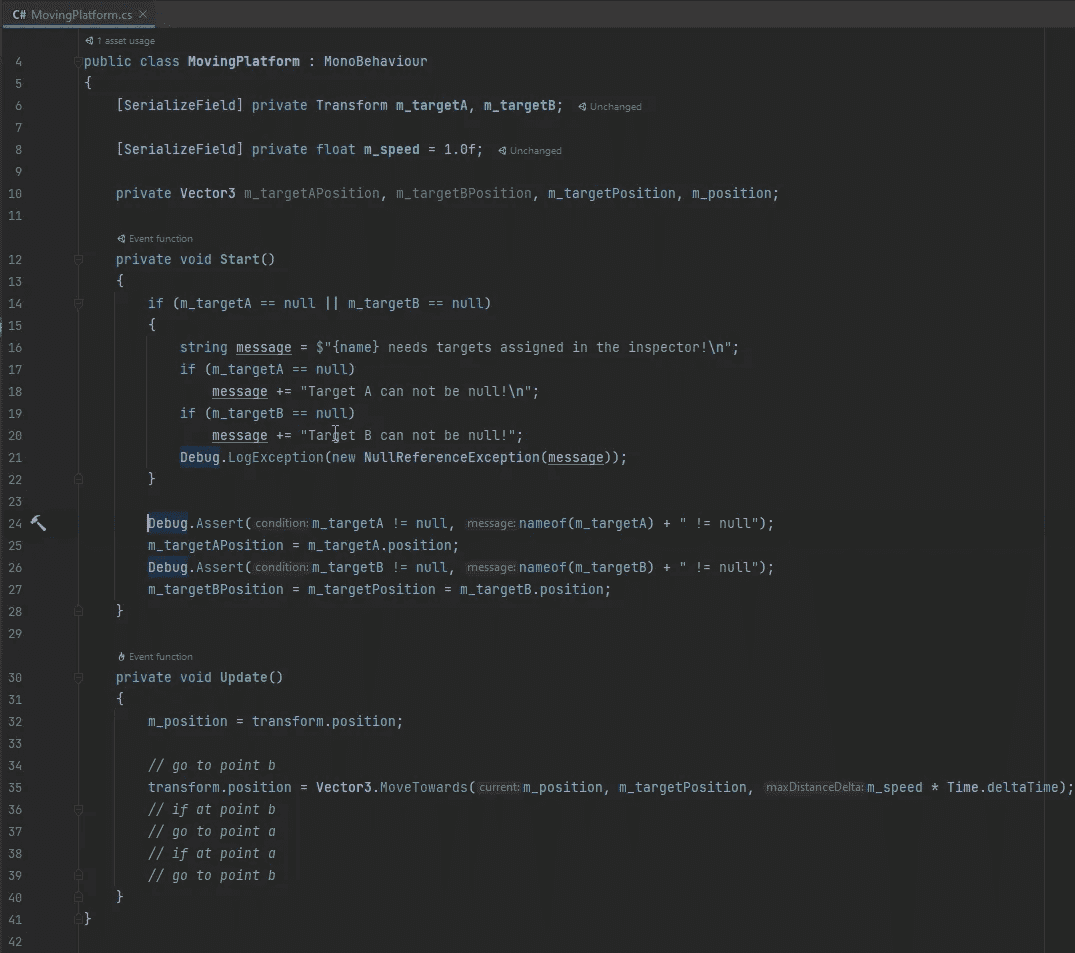 C# MovingPlatform.cs ×
1 asset usage
4 public class MovingPlatform : MonoBehaviour
5 {
6 [SerializeField] private Transform m_targetA, m_targetB; Unchanged
7
8 [SerializeField] private float m_speed = 1.0f; Unchanged
9
10 private Vector3 m_targetAPosition, m_targetBPosition, m_targetPosition, m_position;
11
Event function
12 private void Start()
13 {
14 if (m_targetA == null || m_targetB == null)
15 {
16 string message = $"{name} needs targets assigned in the inspector!\n";
17 if (m_targetA == null)
18 message += "Target A can not be null!\n";
19 if (m_targetB == null)
20 message += "Target B can not be null!";
21 Debug.LogException(new NullReferenceException(message));
22 }
23
24 Debug.Assert( condition: m_targetA != null, message: nameof(m_targetA) + " != null");
25 m_targetAPosition = m_targetA.position;
26 Debug.Assert( condition: m_targetB != null, message: nameof(m_targetB) + " != null");
27 m_targetBPosition = m_targetPosition = m_targetB.position;
28 }
29
Event function
30 private void Update()
31 {
32 m_position = transform.position;
33
34 // go to point b
35 transform.position = Vector3.MoveTowards( current: m_position, m_targetPosition, maxDistanceDelta: m_speed * Time.deltaTime);
36 // if at point b
37 // go to point a
38 // if at point a
39 // go to point b
40 }
41 }
42